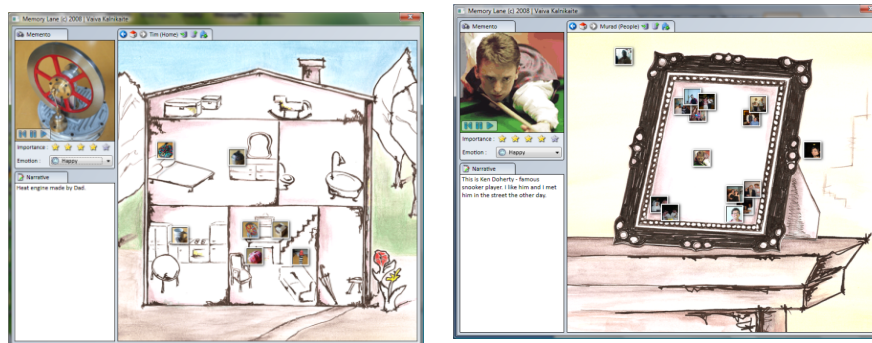 Memory Lane (c) 2008 | Vaiva Kalnikaite
Memento
Tim (Home)
Importance :
Emotion :
Happy
Narrative
Heat engine made by Dad.
Memory Lane (c) 2008 | Vaiva Kalnikaite
Memento
Murad (People)
Importance :
Emotion :
Happy
Narrative
This is Ken Doherty - famous
snooker player. I like him and I met
him in the street the other day.